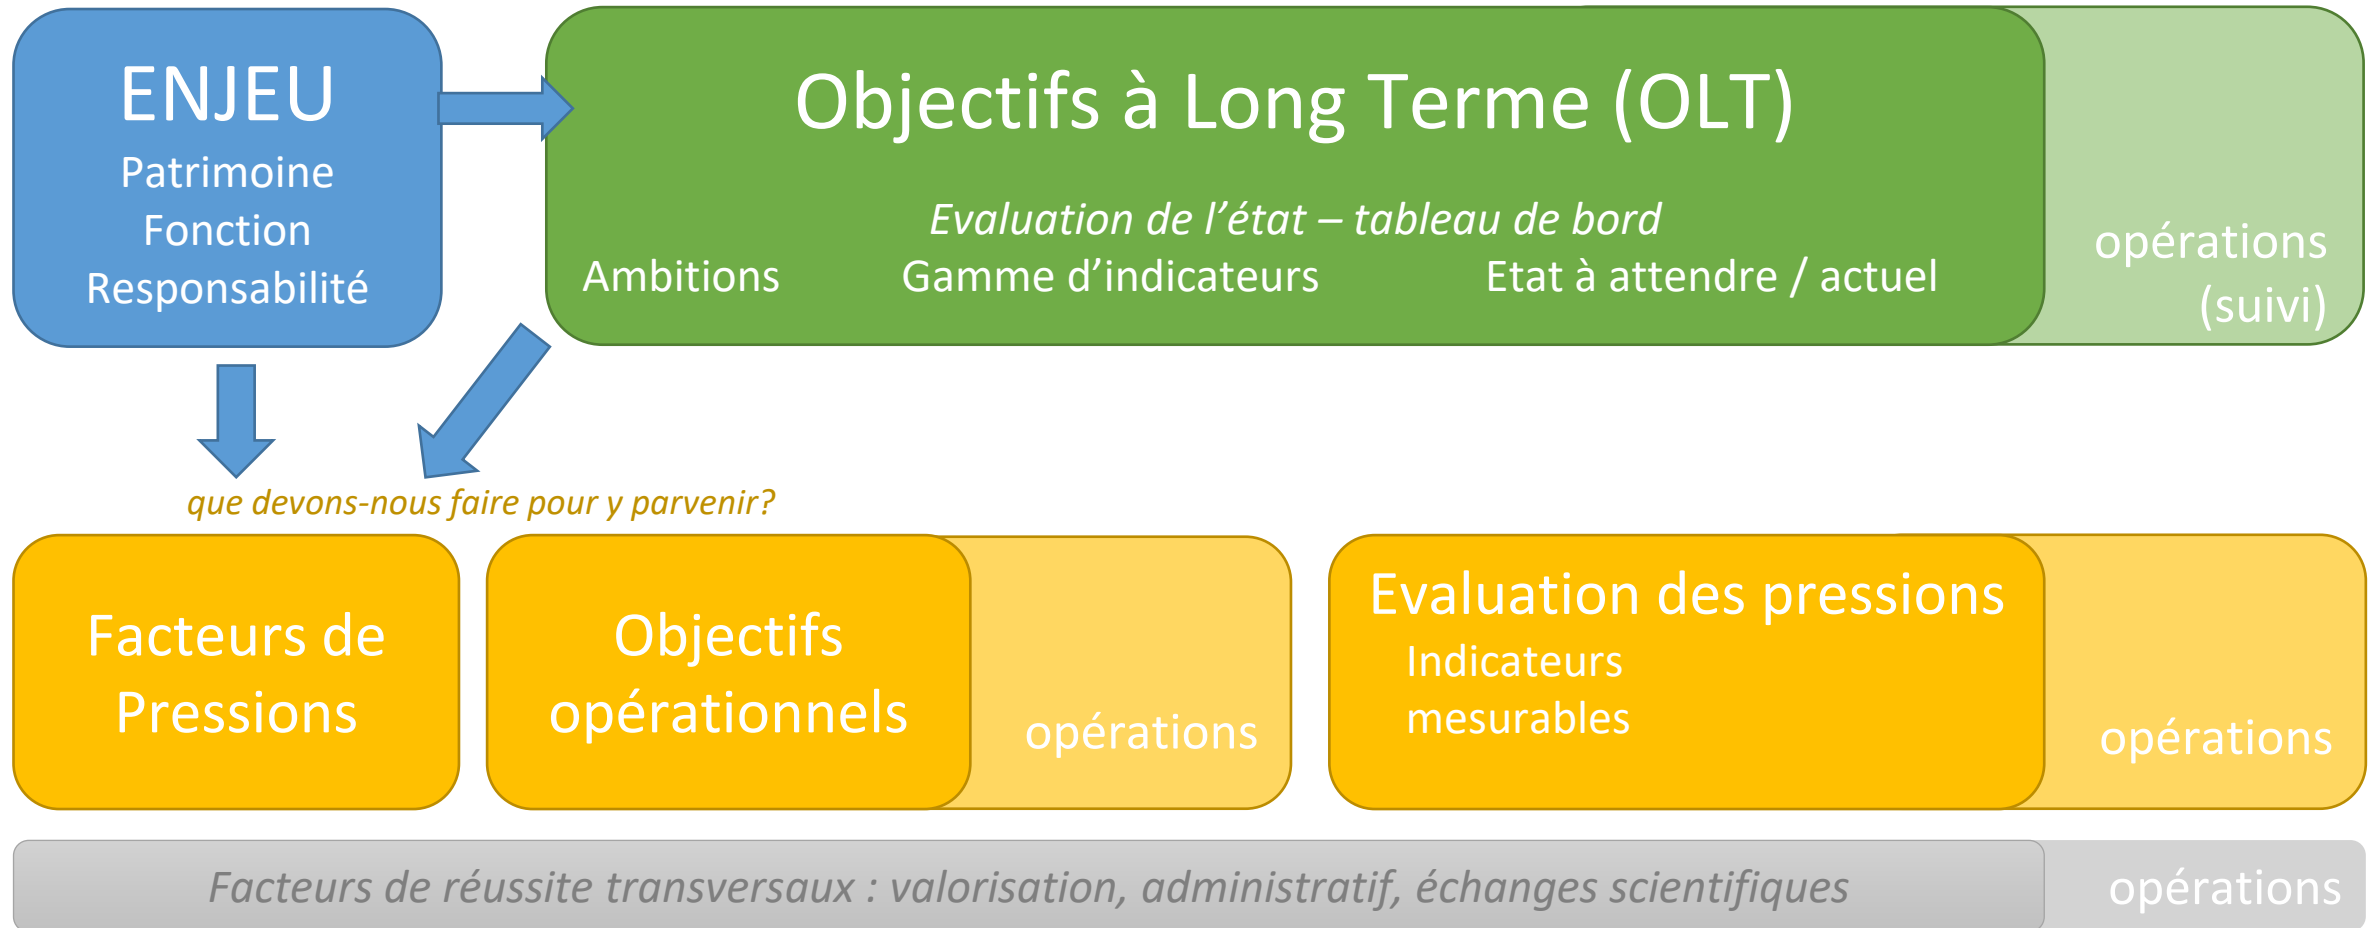 ENJEU
Patrimoine
Fonction
Responsabilité
Objectifs à Long Terme (OLT)
Evaluation de l’état – tableau de bord
Ambitions Gamme d’indicateurs Etat à attendre / actuel
opérations
(suivi)
que devons-nous faire pour y parvenir?
Facteurs de
Pressions
Objectifs
opérationnels
opérations
Evaluation des pressions
Indicateurs
mesurables
opérations
Facteurs de réussite transversaux : valorisation, administratif, échanges scientifiques
opérations